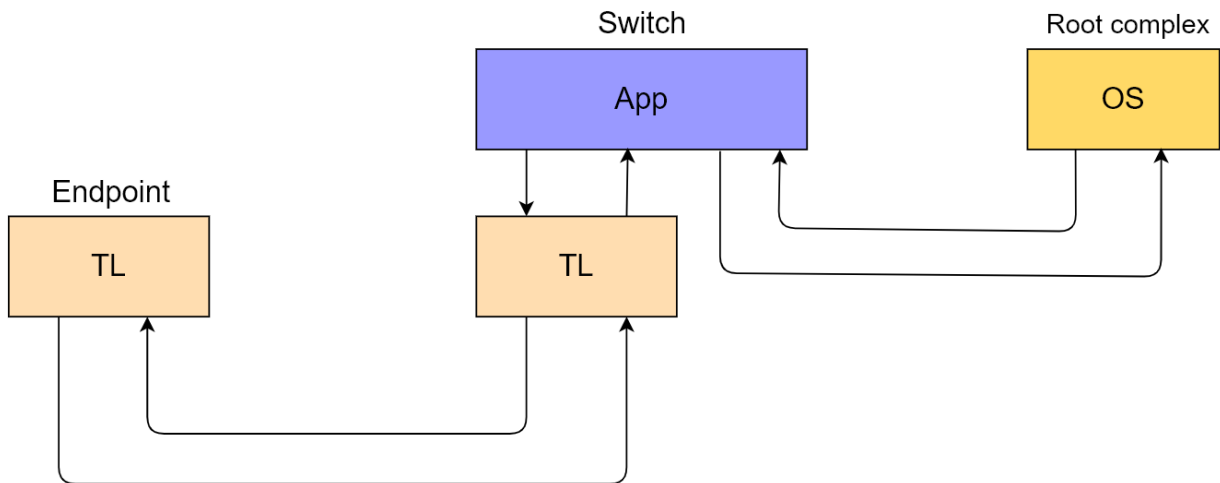 Switch
Root complex
App
OS
Endpoint
TL
TL